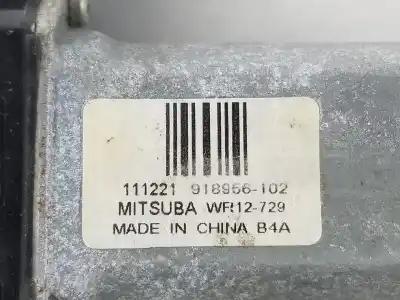 111221 918956-102
MITSUBA WR12-729
MADE IN CHINA B4A